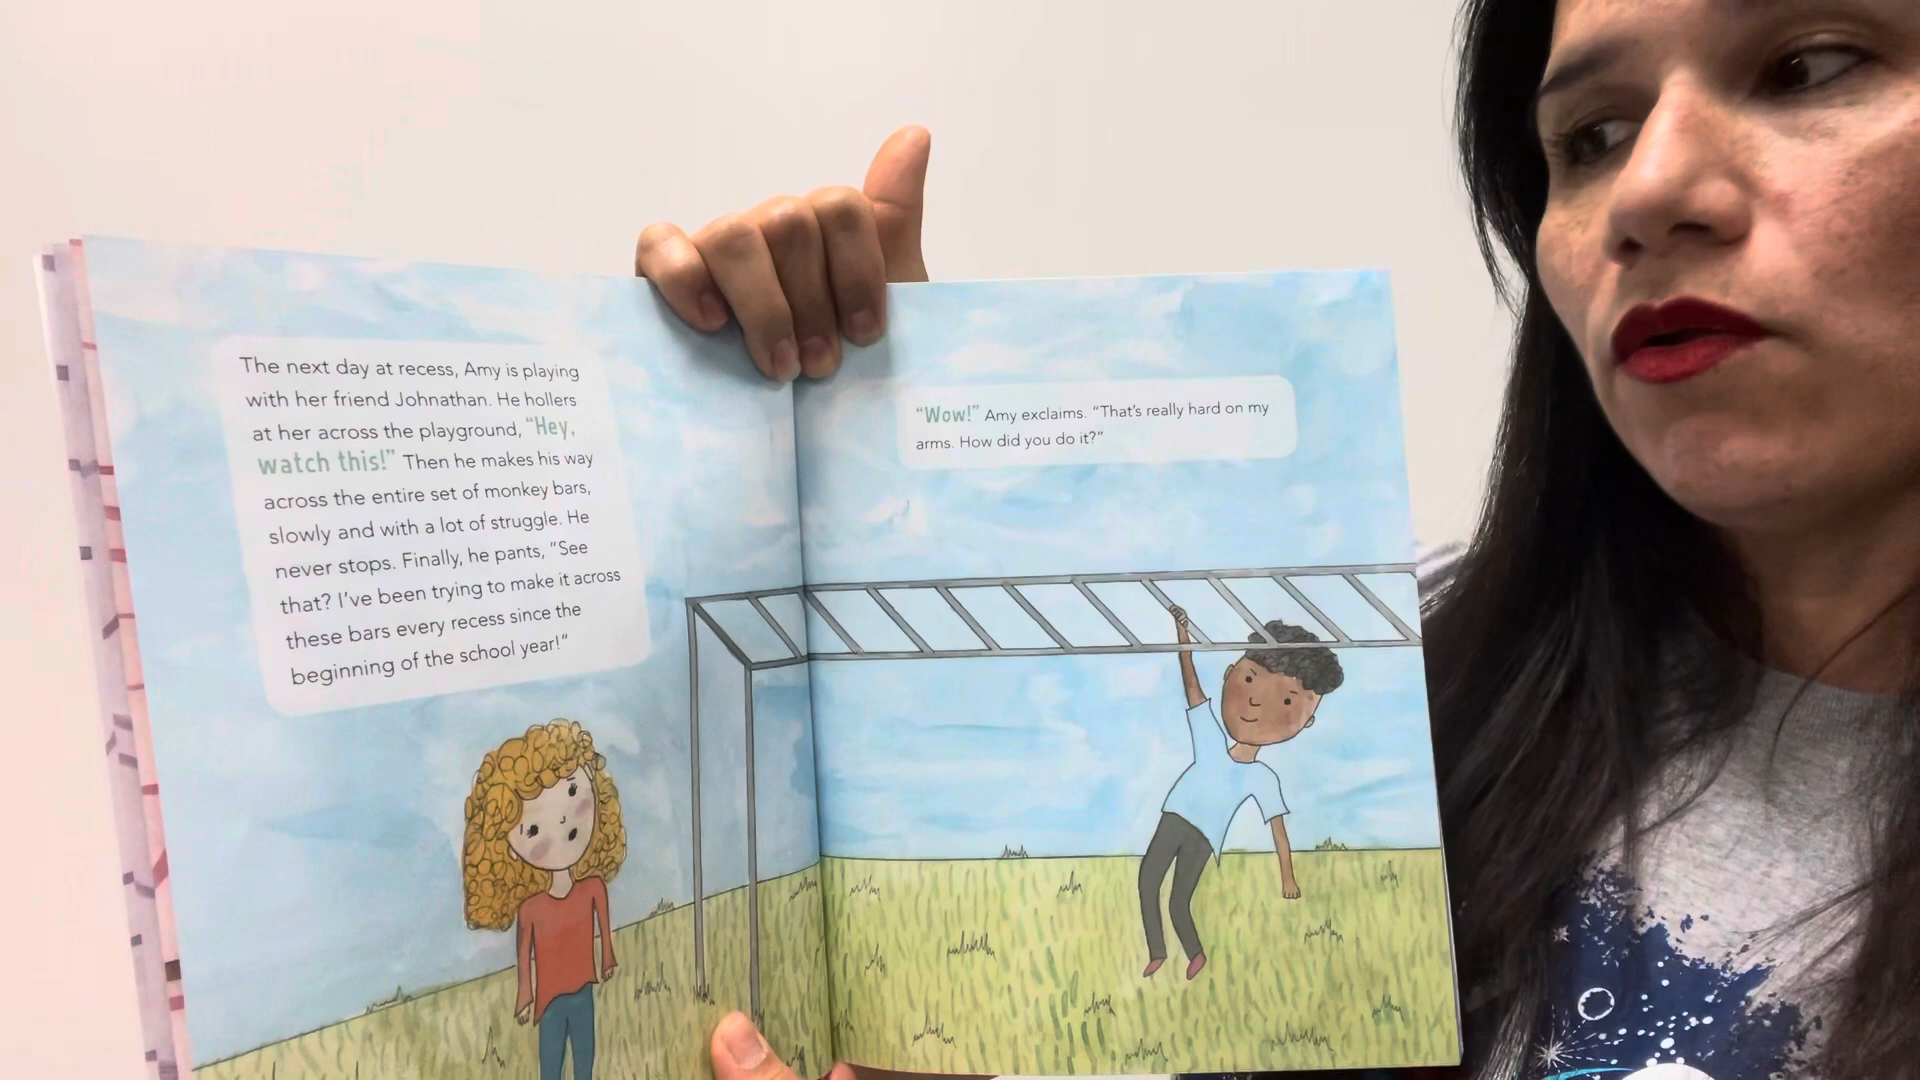 The next day at recess, Amy is playing
with her friend Johnathan. He hollers
at her across the playground, "Hey,
watch this!" Then he makes his way
across the entire set of monkey bars,
slowly and with a lot of struggle. He
never stops. Finally, he pants, "See
that? I've been trying to make it across
these bars every recess since the
beginning of the school year!"
"Wow!" Amy exclaims. "That's really hard on my
arms. How did you do it?"